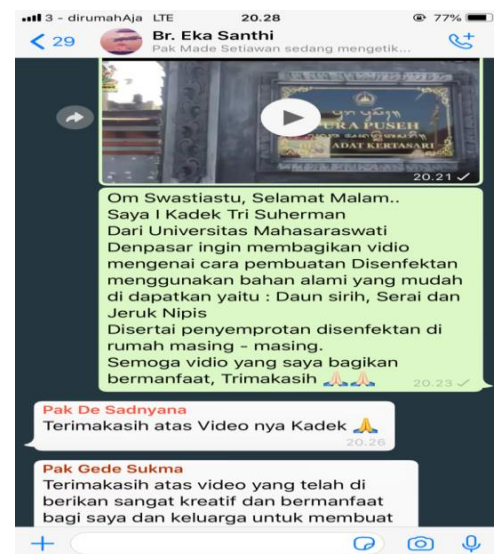 3 - dirumahAja LTE 20.28 77%
29 Br. Eka Santhi
Pak Made Setiawan sedang mengetik...
PURA PUSEH
ADAT KERTASARI
20.21
Om Swastiastu, Selamat Malam..
Saya I Kadek Tri Suherman
Dari Universitas Mahasaraswati
Denpasar ingin membagikan vidio
mengenai cara pembuatan Disenfektan
menggunakan bahan alami yang mudah
di dapatkan yaitu : Daun sirih, Serai dan
Jeruk Nipis
Disertai penyemprotan disenfektan di
rumah masing - masing.
Semoga vidio yang saya bagikan
bermanfaat, Trimakasih 🙏🙏
20.23
Pak De Sadnyana
Terimakasih atas Video nya Kadek 🙏
20.26
Pak Gede Sukma
Terimakasih atas video yang telah di
berikan sangat kreatif dan bermanfaat
bagi saya dan keluarga untuk membuat